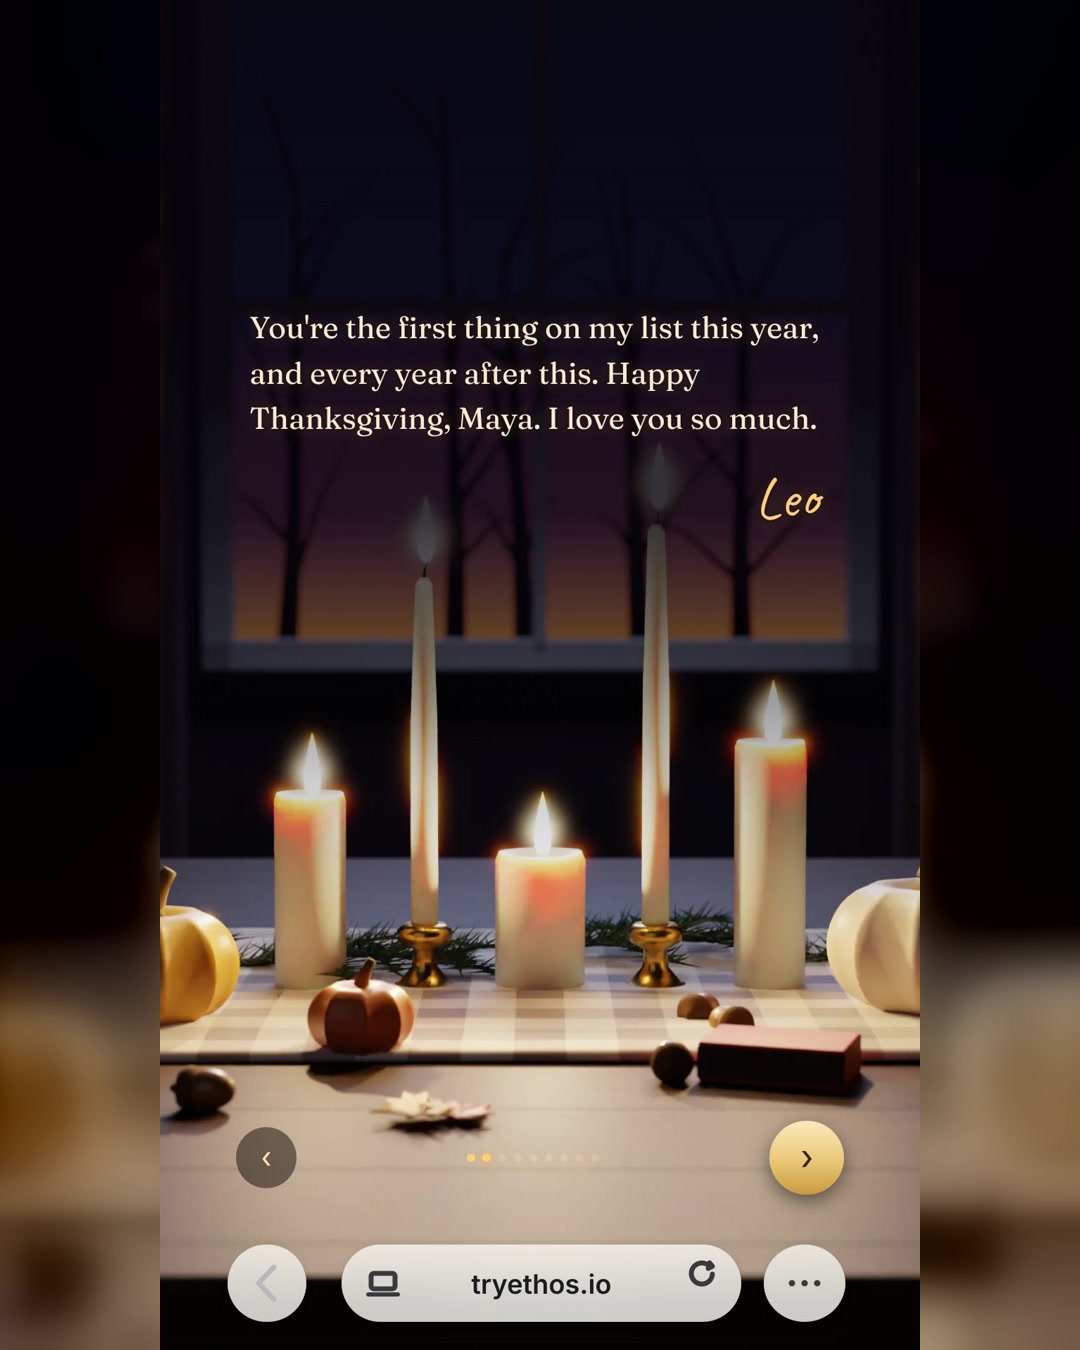 You're the first thing on my list this year,
and every year after this. Happy
Thanksgiving, Maya. I love you so much.
Leo
tryethos.io